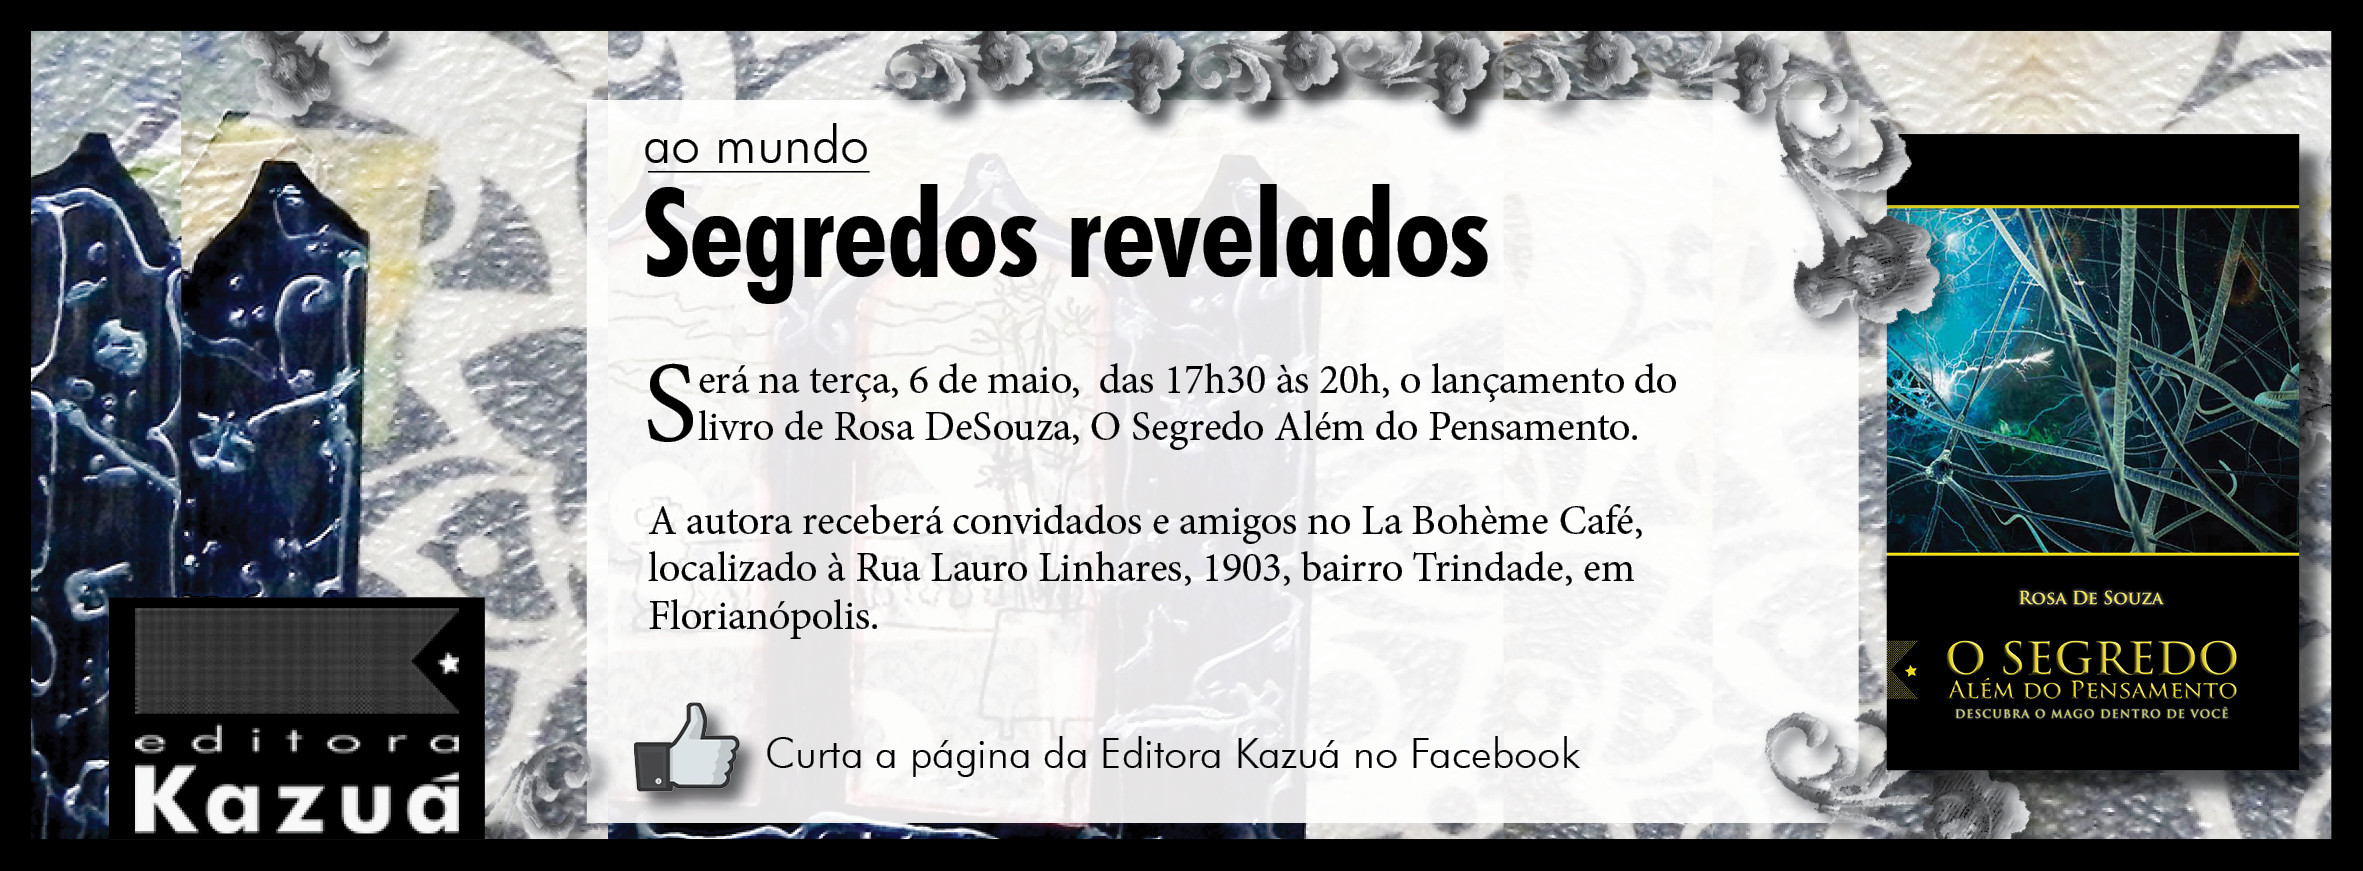 ao mundo
Segredos revelados
Será na terça, 6 de maio,  das 17h30 às 20h, o lançamento do
livro de Rosa DeSouza, O Segredo Além do Pensamento.
A autora receberá convidados e amigos no La Bohème Café,
localizado à Rua Lauro Linhares, 1903, bairro Trindade, em
Florianópolis.
Curta a página da Editora Kazuá no Facebook
editora
Kazuá
Rosa De Souza
O SEGREDO
Além do Pensamento
DESCUBRA O MAGO DENTRO DE VOCÊ